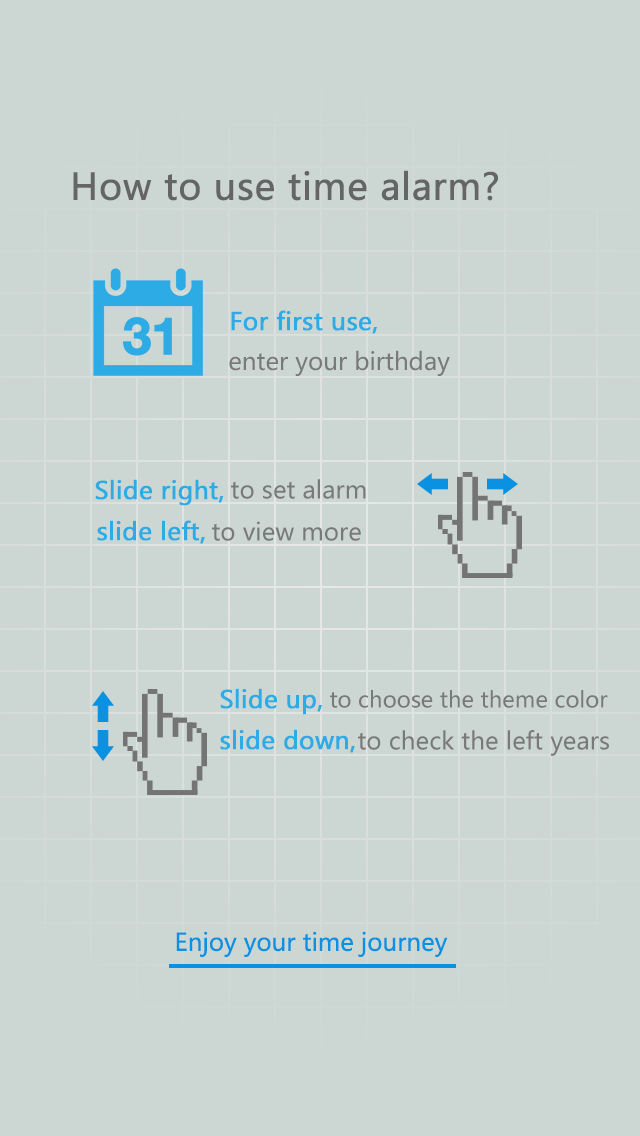 How to use time alarm?
31
For first use,
enter your birthday
Slide right, to set alarm
slide left, to view more
Slide up, to choose the theme color
slide down,to check the left years
Enjoy your time journey